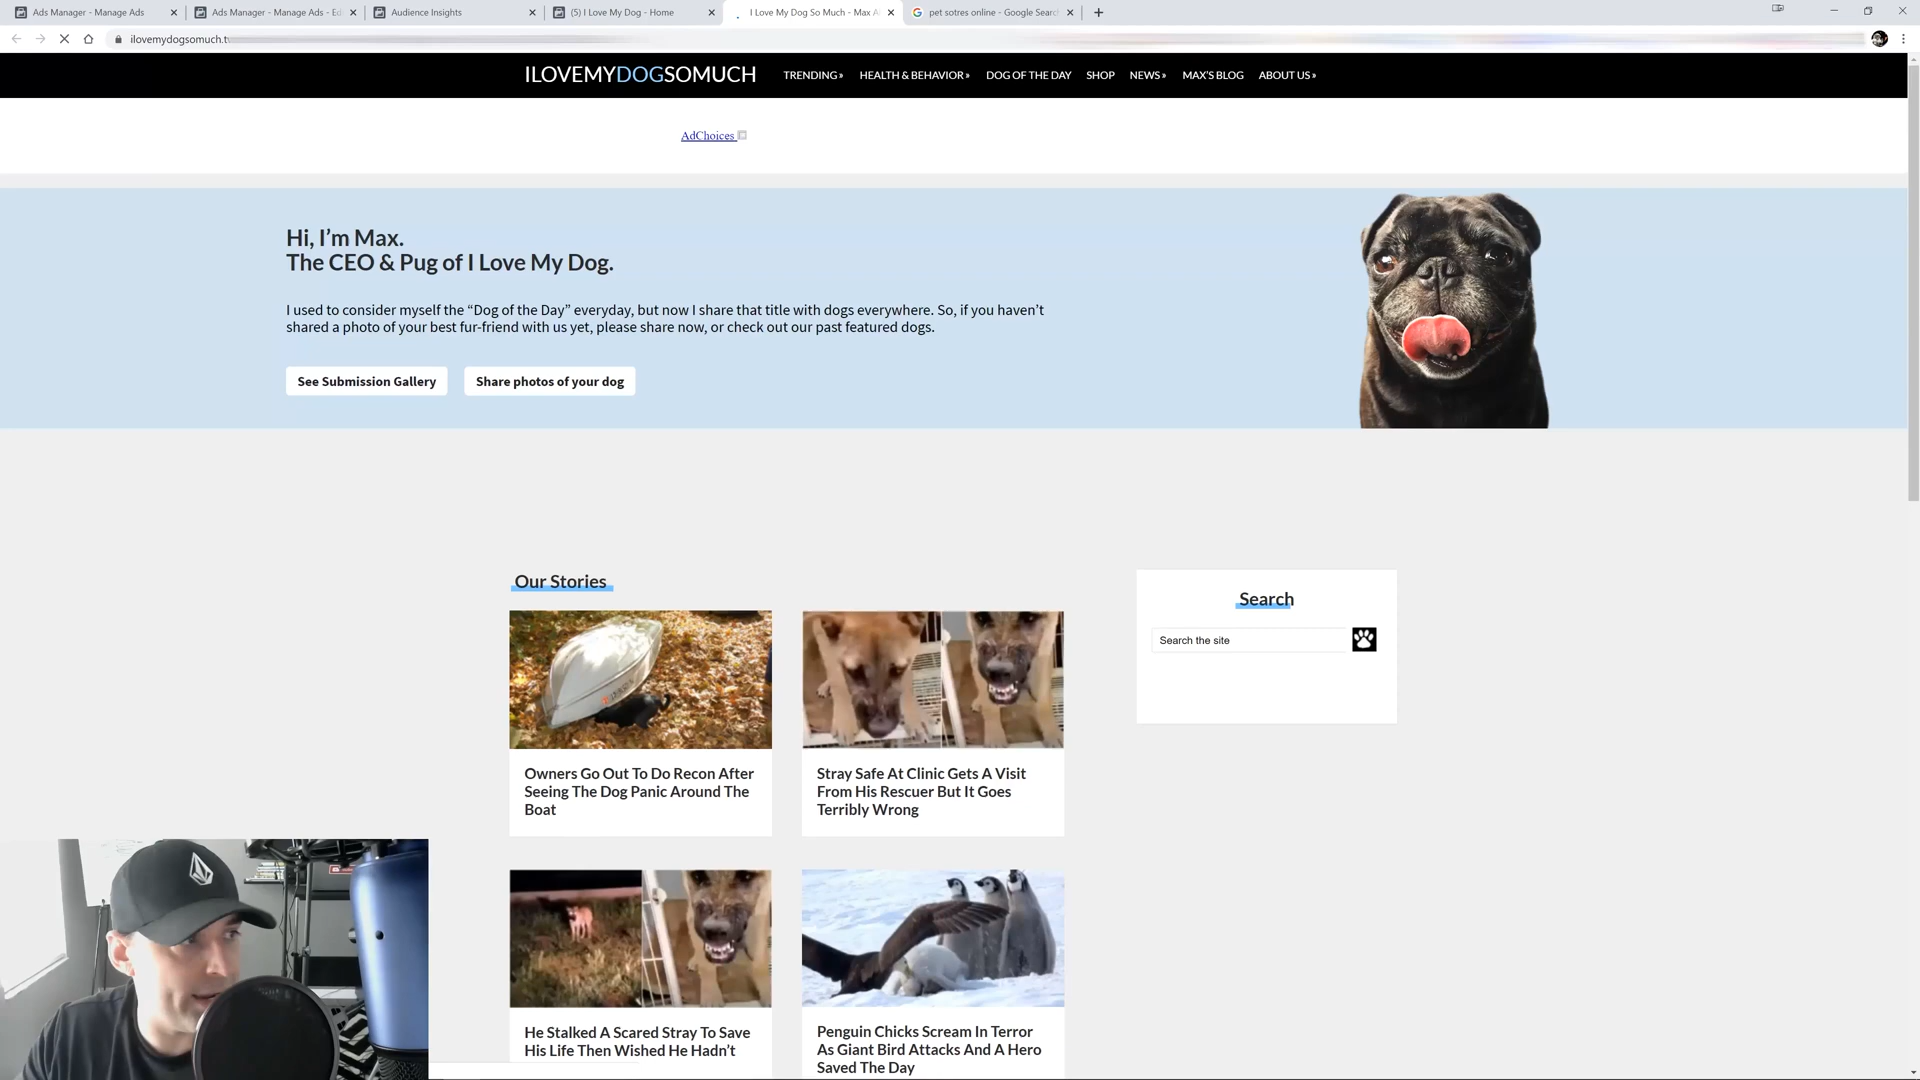 Ads Manager - Manage Ads
Ads Manager - Manage Ads - Ed
Audience Insights
(5) I Love My Dog - Home
I Love My Dog So Much - Max A
pet sotres online - Google Search
ilovemydogsomuch.tv
ILOVEMYDOGSOMUCH
TRENDING »
HEALTH & BEHAVIOR »
DOG OF THE DAY
SHOP
NEWS »
MAX'S BLOG
ABOUT US »
AdChoices
Hi, I'm Max.
The CEO & Pug of I Love My Dog.
I used to consider myself the “Dog of the Day” everyday, but now I share that title with dogs everywhere. So, if you haven't
shared a photo of your best fur-friend with us yet, please share now, or check out our past featured dogs.
See Submission Gallery
Share photos of your dog
Our Stories
Search
Search the site
Owners Go Out To Do Recon After
Seeing The Dog Panic Around The
Boat
Stray Safe At Clinic Gets A Visit
From His Rescuer But It Goes
Terribly Wrong
He Stalked A Scared Stray To Save
His Life Then Wished He Hadn't
Penguin Chicks Scream In Terror
As Giant Bird Attacks And A Hero
Saved The Day